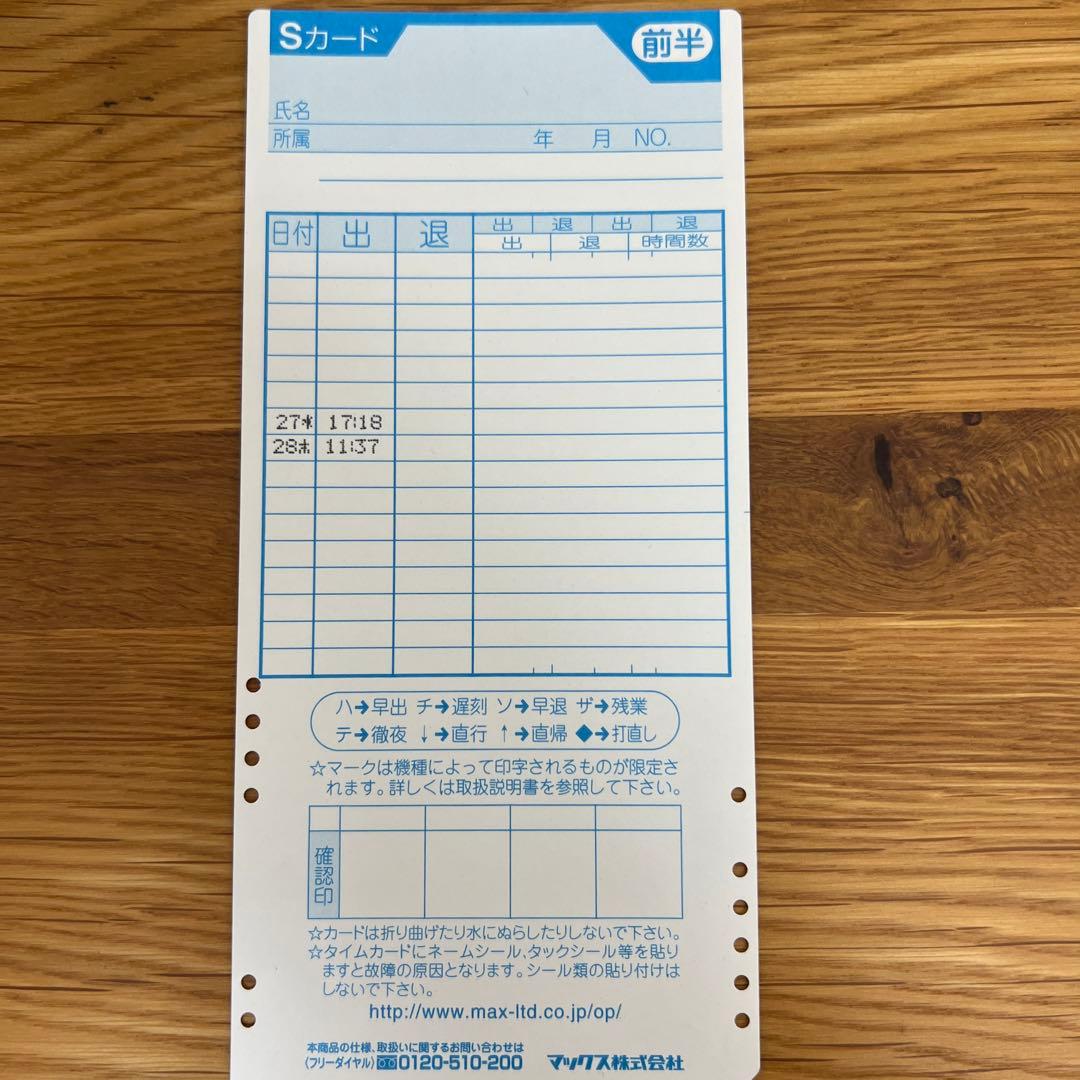 Sカード 前半
氏名
所属 年 月 NO.
日付 出 退 出 退 出 退
出 退 時間数
27水 17:18
28木 11:37
ハ→早出 チ→遅刻 ソ→早退 ザ→残業
テ→徹夜 ↓→直行 ↑→直帰 ◆→打直し
☆マークは機種によって印字されるものが限定さ
れます。詳しくは取扱説明書を参照して下さい。
確認印
☆カードは折り曲げたり水にぬらしたりしないで下さい。
☆タイムカードにネームシール、タックシール等を貼り
ますと故障の原因となります。シール類の貼り付けは
しないで下さい。
http://www.max-ltd.co.jp/op/
本商品の仕様、取扱いに関するお問い合わせは
(フリーダイヤル) 0120-510-200 マックス株式会社